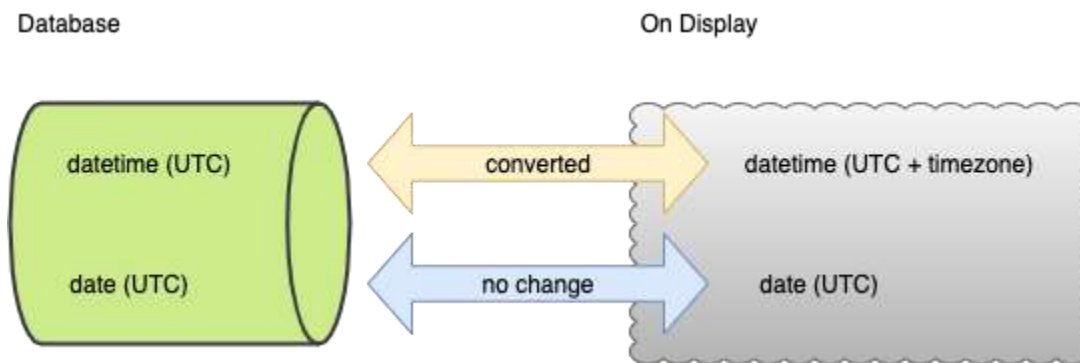 Database
On Display
datetime (UTC)
converted
datetime (UTC + timezone)
date (UTC)
no change
date (UTC)